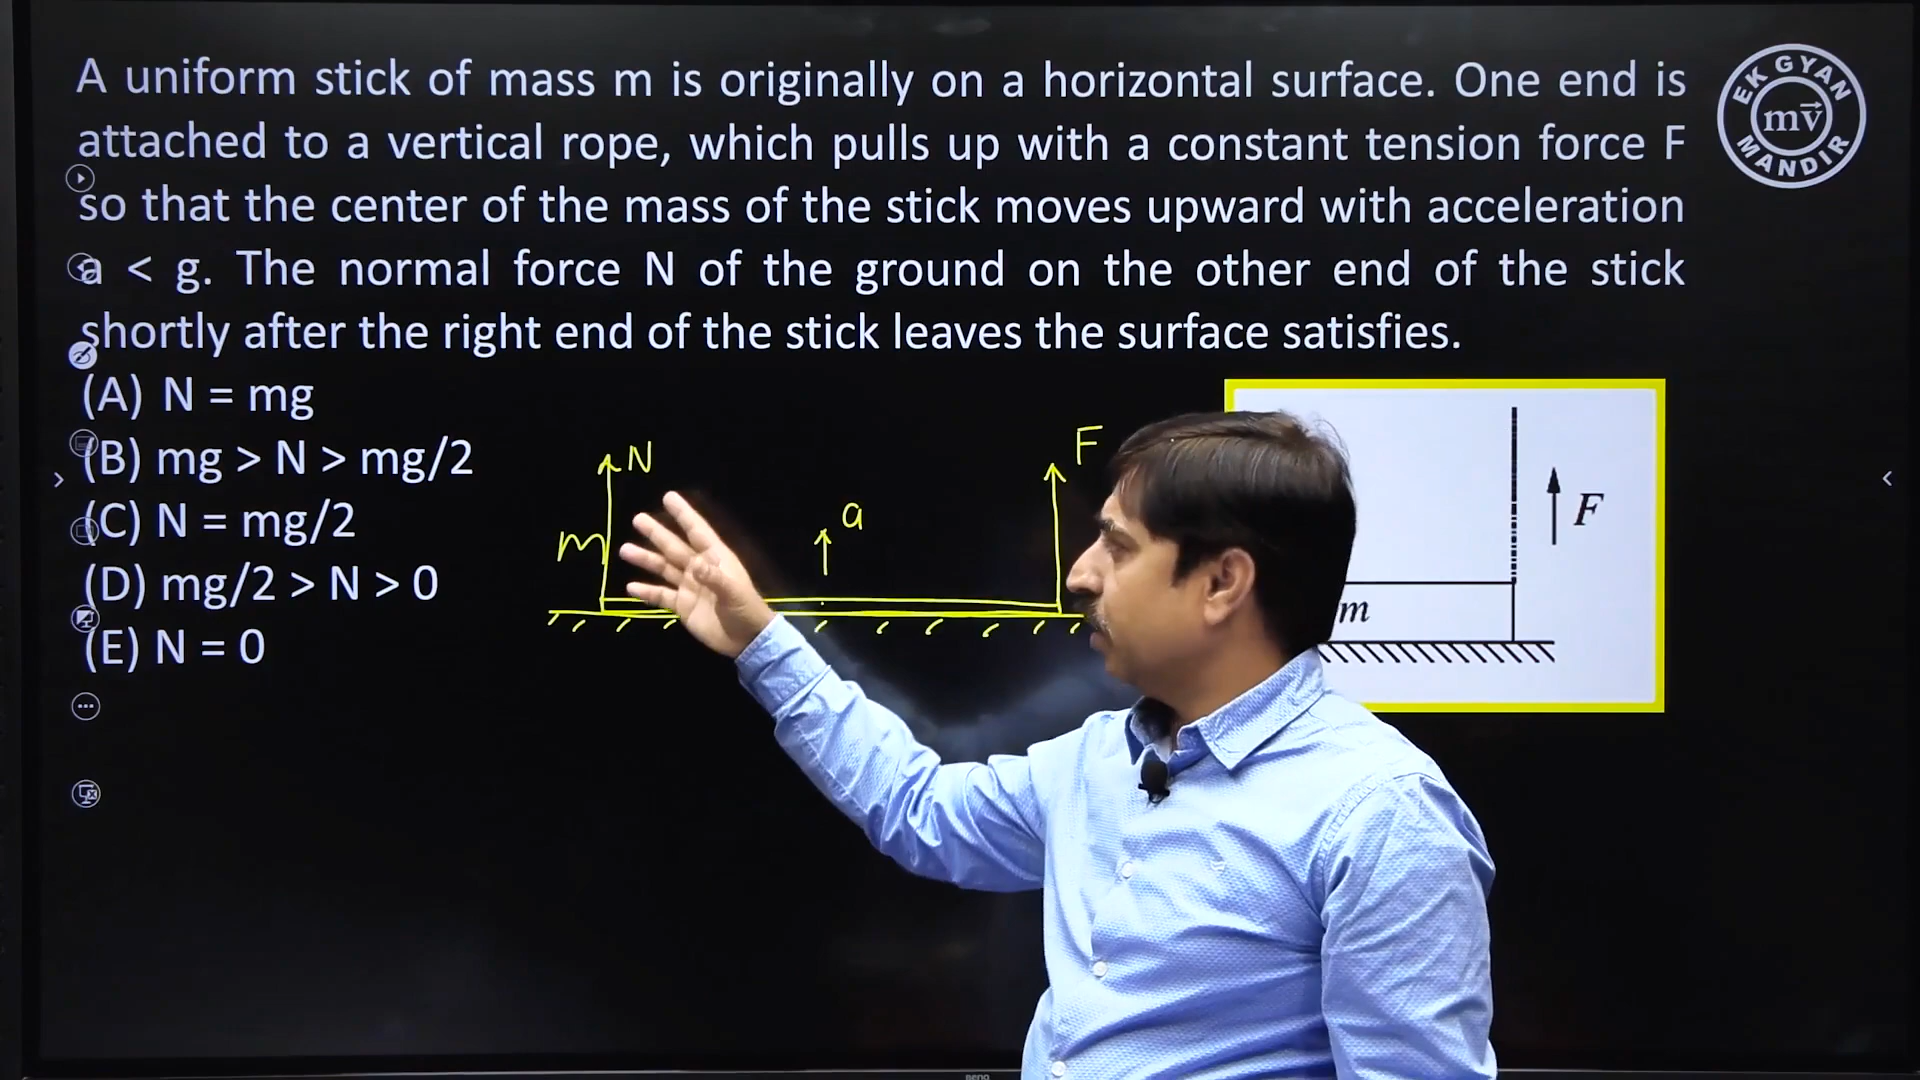 A uniform stick of mass m is originally on a horizontal surface. One end is
attached to a vertical rope, which pulls up with a constant tension force F
so that the center of the mass of the stick moves upward with acceleration
a < g. The normal force N of the ground on the other end of the stick
shortly after the right end of the stick leaves the surface satisfies.
(A) N = mg
(B) mg > N > mg/2
(C) N = mg/2
(D) mg/2 > N > 0
(E) N = 0
EK GYAN
mv⃗
MANDIR
N
F
a
m
F
m
BenQ